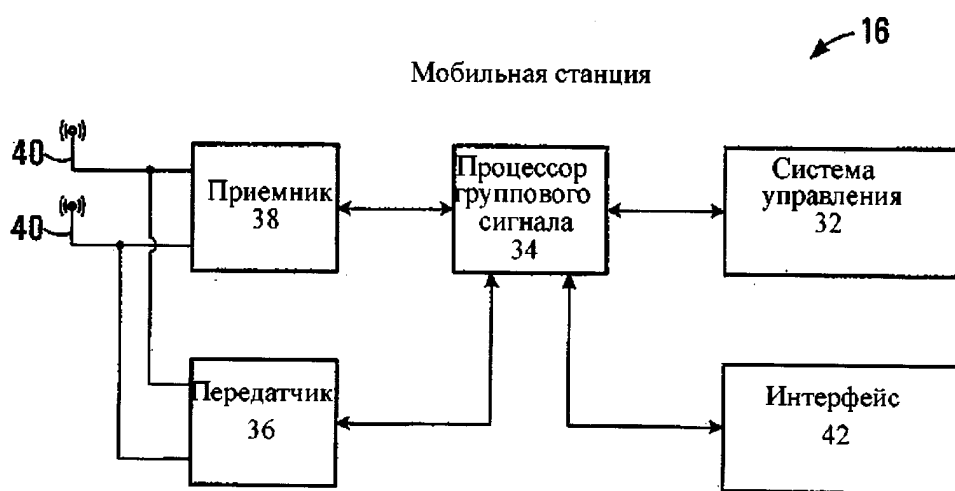 16
Мобильная станция
40
40
Приемник
38
Процессор
группового
сигнала
34
Система
управления
32
Передатчик
36
Интерфейс
42